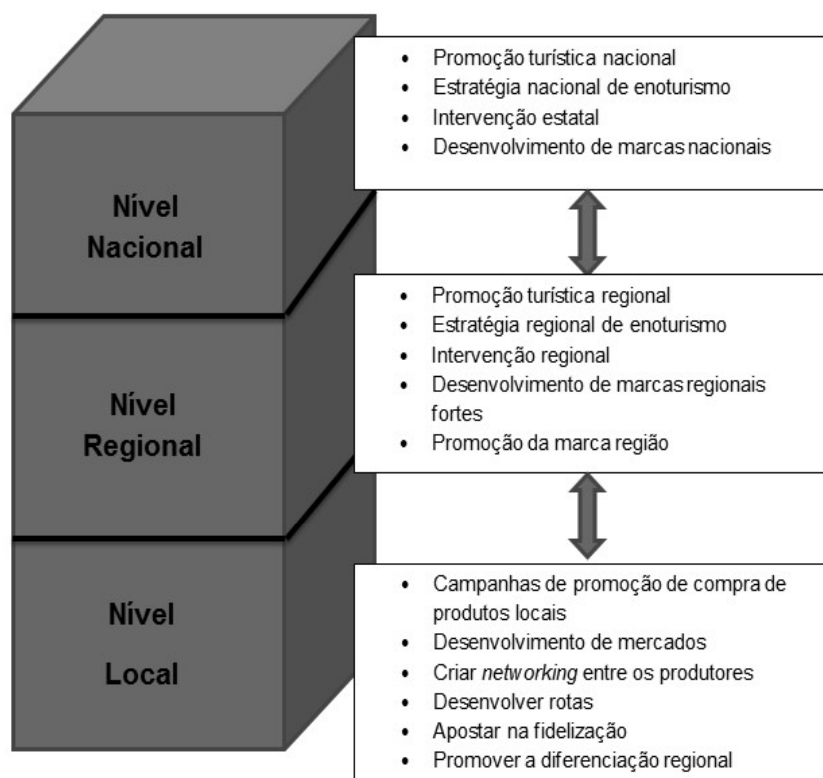 Nível
Nacional
• Promoção turística nacional
• Estratégia nacional de enoturismo
• Intervenção estatal
• Desenvolvimento de marcas nacionais
Nível
Regional
• Promoção turística regional
• Estratégia regional de enoturismo
• Intervenção regional
• Desenvolvimento de marcas regionais
fortes
• Promoção da marca região
Nível
Local
• Campanhas de promoção de compra de
produtos locais
• Desenvolvimento de mercados
• Criar networking entre os produtores
• Desenvolver rotas
• Apostar na fidelização
• Promover a diferenciação regional